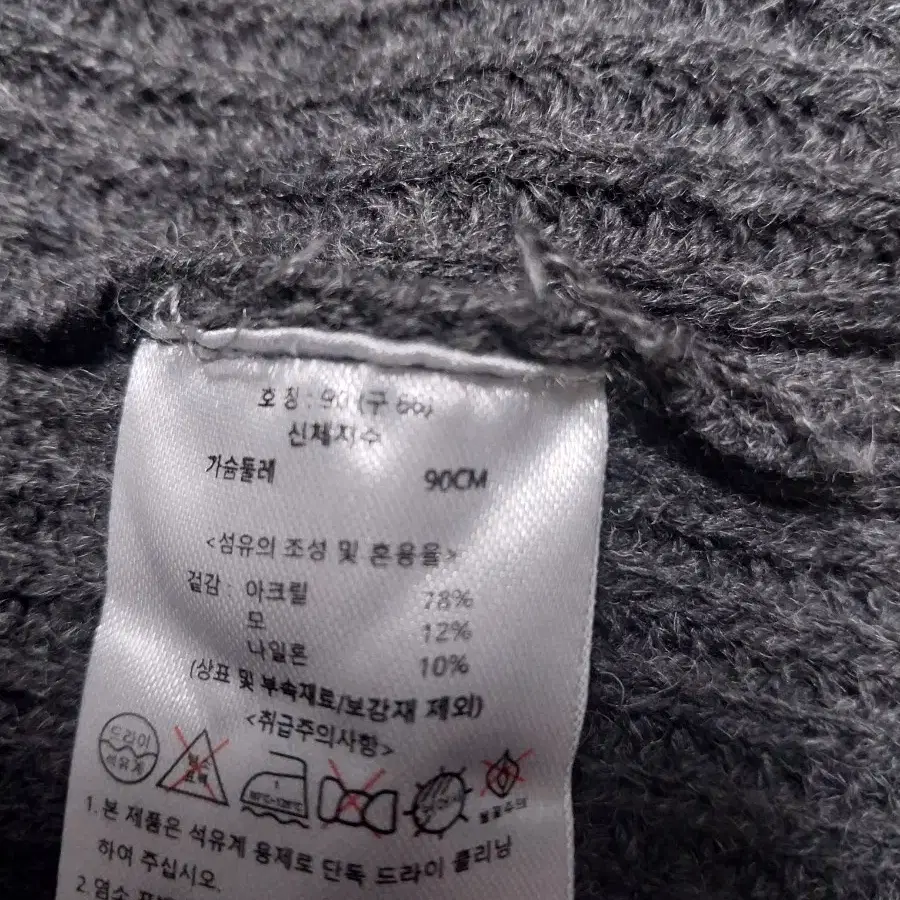 호칭 : 90 (구 66)
신체치수
가슴둘레 90CM
<섬유의 조성 및 혼용율>
겉감 : 아크릴 78%
모 12%
나일론 10%
(상표 및 부속재료/보강재 제외)
<취급주의사항>
드라이
석유계
1. 본 제품은 석유계 용제로 단독 드라이 클리닝
하여 주십시오.
2. 염소